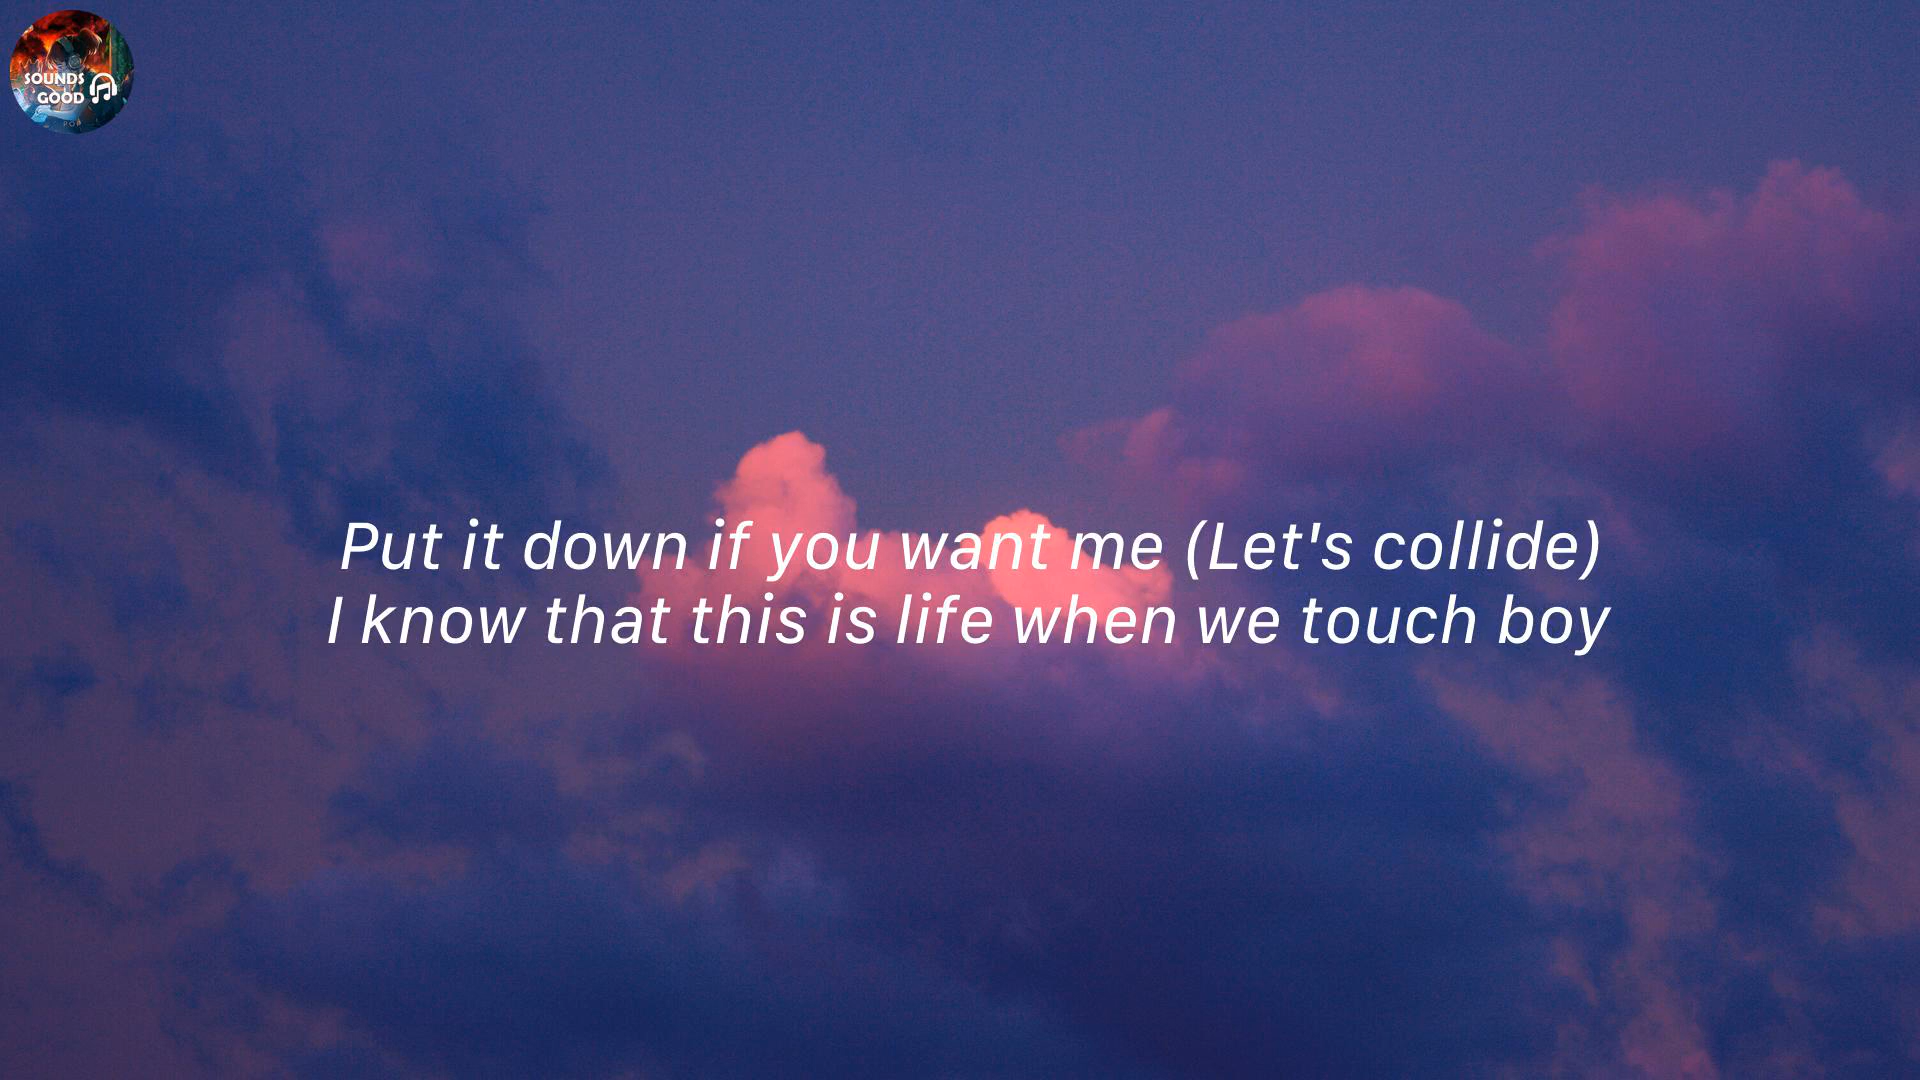 SOUNDS
GOOD
POP
Put it down if you want me (Let's collide)
I know that this is life when we touch boy